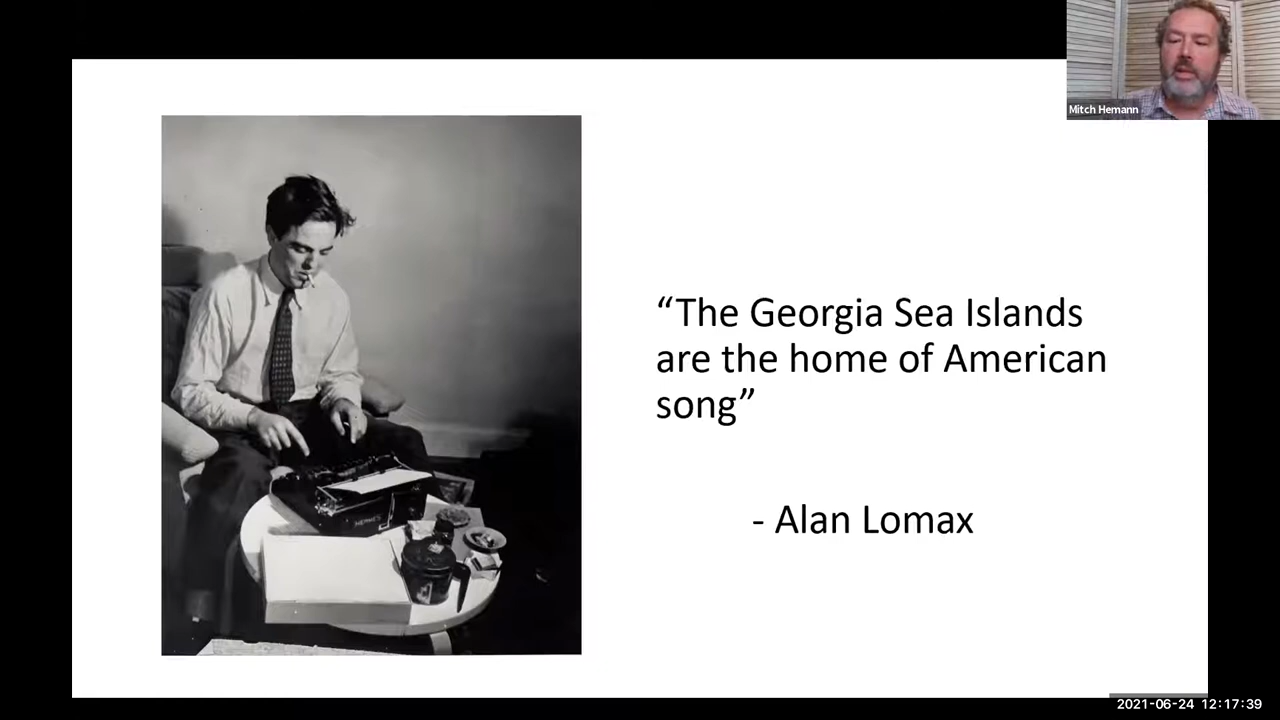 Mitch Hemann
“The Georgia Sea Islands
are the home of American
song”
- Alan Lomax
HERMES
2021-06-24 12:17:39